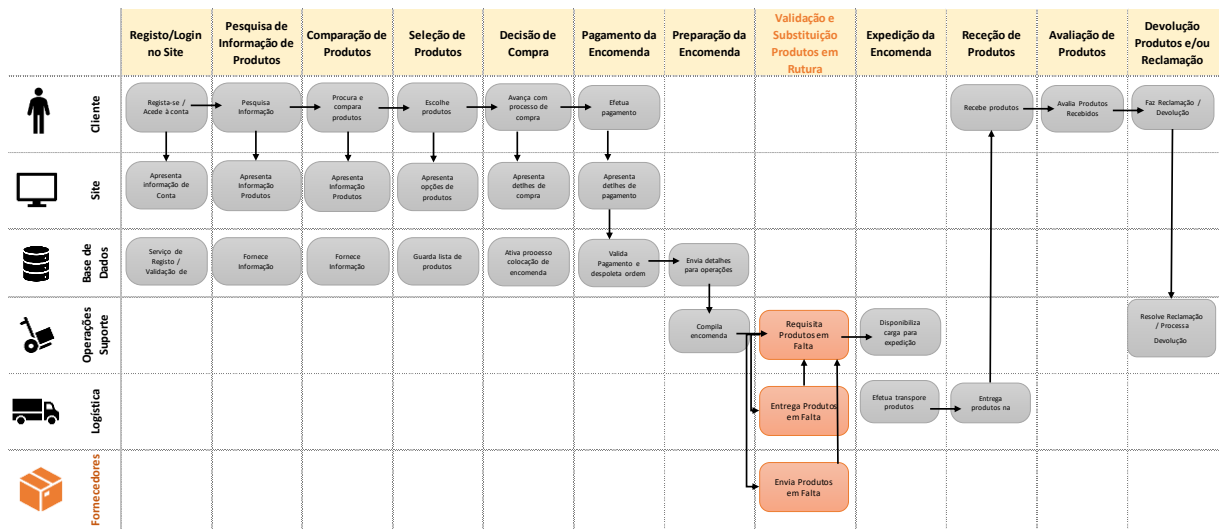 Registo/Login
no Site
Pesquisa de
Informação de
Produtos
Comparação de
Produtos
Seleção de
Produtos
Decisão de
Compra
Pagamento da
Encomenda
Preparação da
Encomenda
Validação e
Substituição
Produtos em
Rutura
Expedição da
Encomenda
Receção de
Produtos
Avaliação de
Produtos
Devolução
Produtos e/ou
Reclamação
Cliente
Regista-se /
Acede à conta
Pesquisa
Informação
Procura e
compara
produtos
Escolhe
produtos
Avança com
processo de
compra
Efetua
pagamento
Recebe produtos
Avalia Produtos
Recebidos
Faz Reclamação /
Devolução
Site
Apresenta
informação de
Conta
Apresenta
Informação
Produtos
Apresenta
Informação
Produtos
Apresenta
opções de
produtos
Apresenta
detlhes de
compra
Apresenta
detlhes de
pagamento
Base de
Dados
Serviço de
Registo /
Validação de
Fornece
Informação
Fornece
Informação
Guarda lista de
produtos
Ativa processo
colocação de
encomenda
Valida
Pagamento e
despoleta ordem
Envia detalhes
para operações
Operações
Suporte
Compila
encomenda
Requisita
Produtos em
Falta
Disponibiliza
carga para
expedição
Resolve Reclamação
/ Processa
Devolução
Logística
Entrega Produtos
em Falta
Efetua transpore
produtos
Entrega
produtos na
Fornecedores
Envia Produtos
em Falta